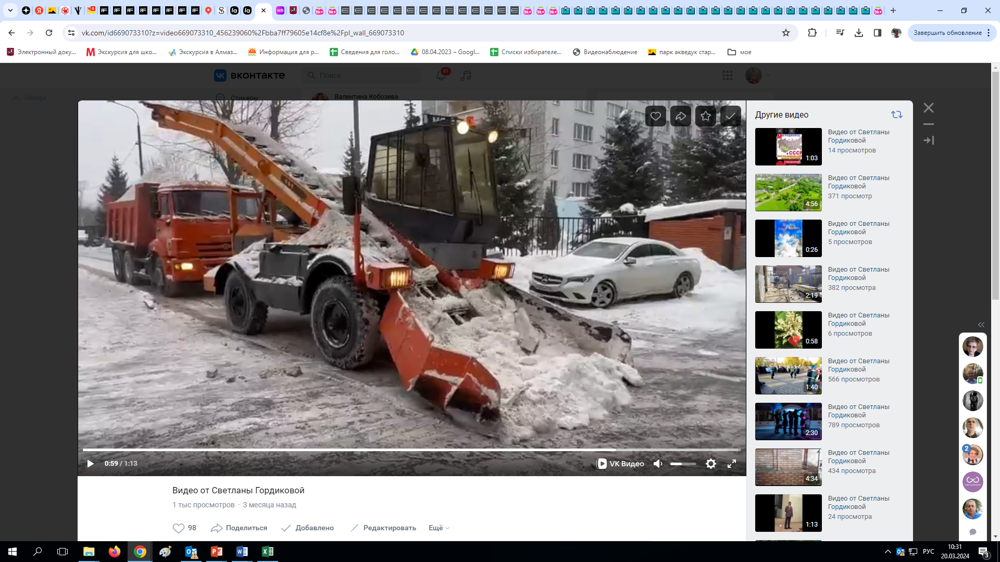 vk.com/id669073310?z=video669073310_456239060%2Fbba7ff79605e14cf8e%2Fpl_wall_669073310
Завершить обновление
Электронный доку...
Экскурсия для шко...
Экскурсия в Алмаз...
Информация для р...
Сведения для голо...
08.04.2023 – Googl...
Списки избирателе...
Видеонаблюдение
парк акведук стар...
мое
вконтакте
Поиск
81
Наверх
Стикеры
Валентина Кобозева
Другие видео
Видео от Светланы
Гордиковой
14 просмотров
1:03
Видео от Светланы
Гордиковой
371 просмотр
4:56
Видео от Светланы
Гордиковой
5 просмотров
0:26
Видео от Светланы
Гордиковой
382 просмотра
2:19
Видео от Светланы
Гордиковой
6 просмотров
0:58
Видео от Светланы
Гордиковой
566 просмотров
1:40
Видео от Светланы
Гордиковой
789 просмотров
2:30
Видео от Светланы
Гордиковой
434 просмотра
4:34
Видео от Светланы
Гордиковой
24 просмотра
1:13
2
0:59 / 1:13
VK Видео
Видео от Светланы Гордиковой
1 тыс просмотров · 3 месяца назад
98
Поделиться
Добавлено
Редактировать
Ещё
РУС
10:31
20.03.2024
3